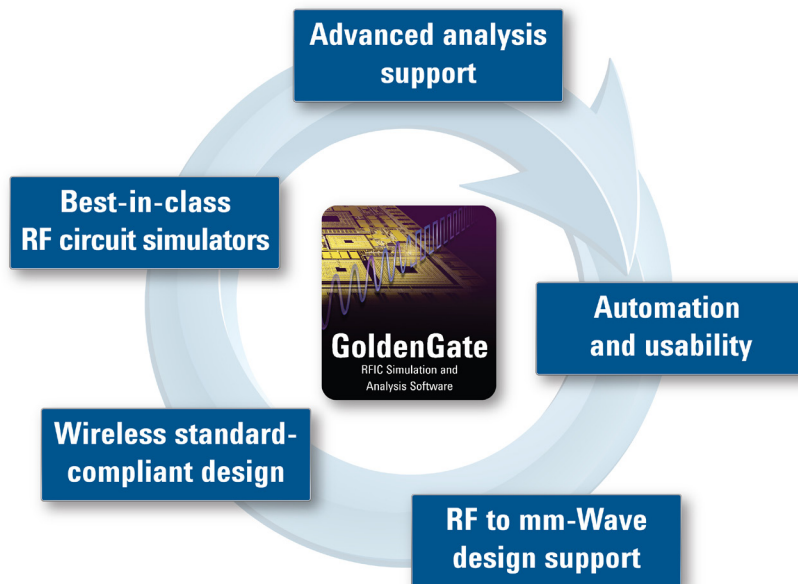 Advanced analysis
support
Best-in-class
RF circuit simulators
GoldenGate
RFIC Simulation and
Analysis Software
Automation
and usability
Wireless standard-
compliant design
RF to mm-Wave
design support